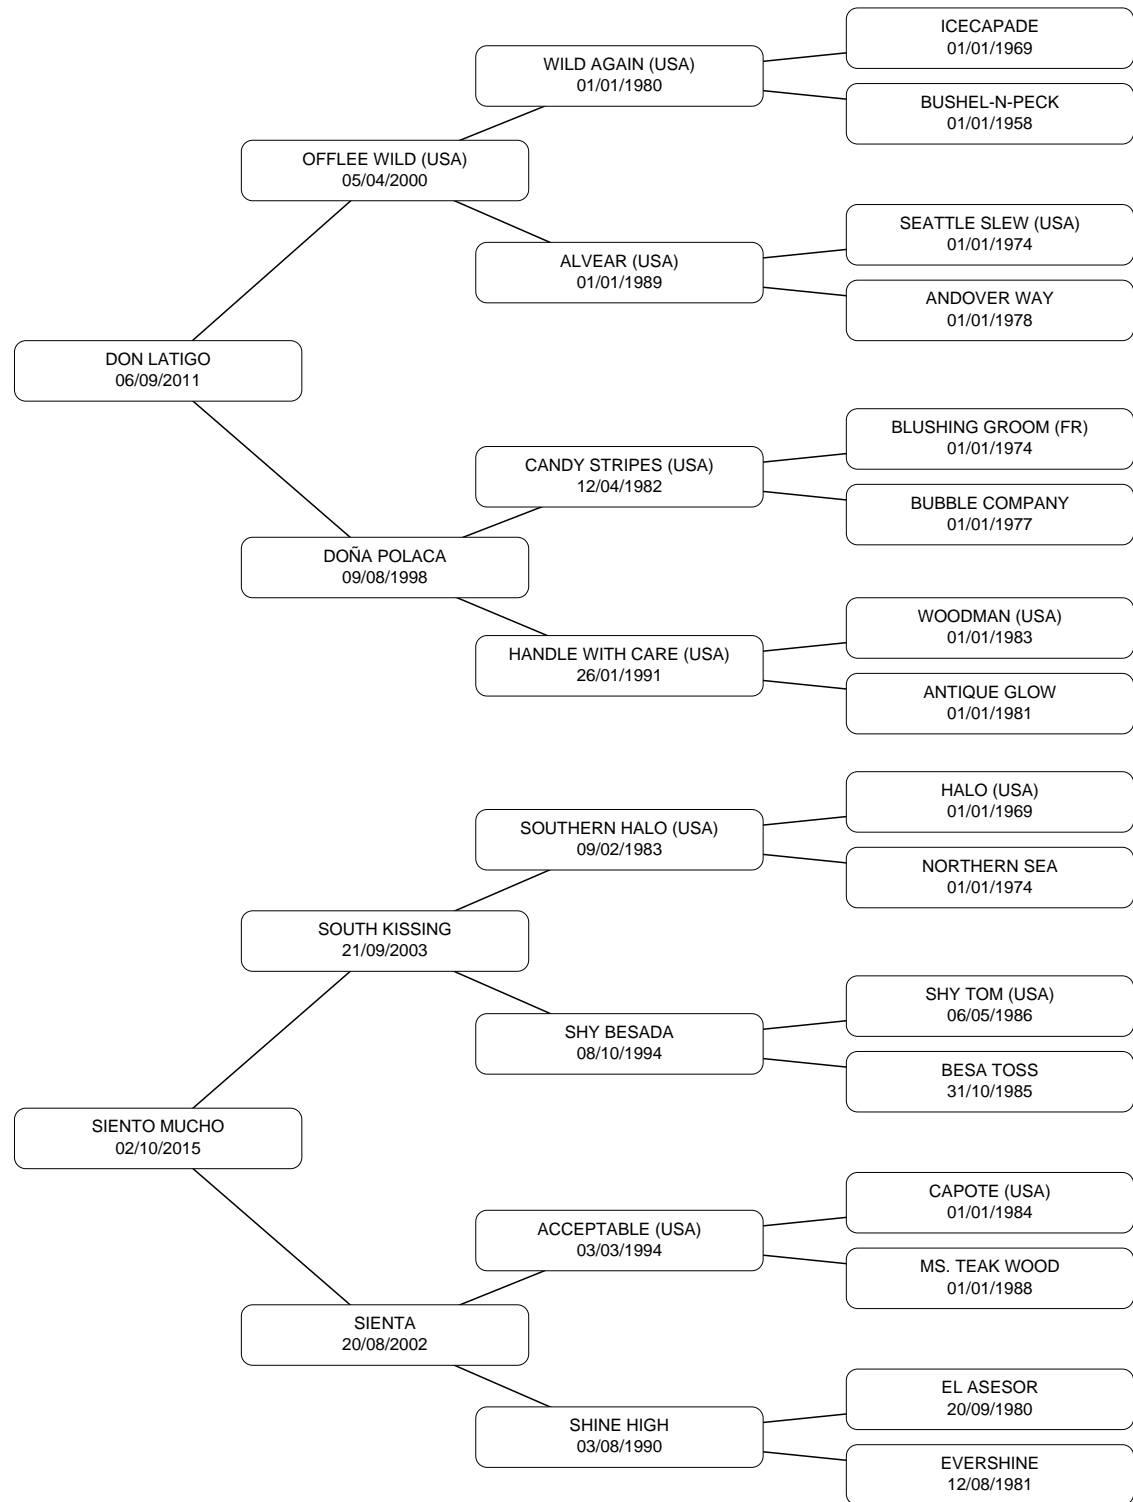 ICECAPADE
01/01/1969
WILD AGAIN (USA)
01/01/1980
BUSHEL-N-PECK
01/01/1958
OFFLEE WILD (USA)
05/04/2000
SEATTLE SLEW (USA)
01/01/1974
ALVEAR (USA)
01/01/1989
ANDOVER WAY
01/01/1978
DON LATIGO
06/09/2011
BLUSHING GROOM (FR)
01/01/1974
CANDY STRIPES (USA)
12/04/1982
BUBBLE COMPANY
01/01/1977
DOÑA POLACA
09/08/1998
WOODMAN (USA)
01/01/1983
HANDLE WITH CARE (USA)
26/01/1991
ANTIQUE GLOW
01/01/1981
HALO (USA)
01/01/1969
SOUTHERN HALO (USA)
09/02/1983
NORTHERN SEA
01/01/1974
SOUTH KISSING
21/09/2003
SHY TOM (USA)
06/05/1986
SHY BESADA
08/10/1994
BESA TOSS
31/10/1985
SIENTO MUCHO
02/10/2015
CAPOTE (USA)
01/01/1984
ACCEPTABLE (USA)
03/03/1994
MS. TEAK WOOD
01/01/1988
SIENTA
20/08/2002
EL ASESOR
20/09/1980
SHINE HIGH
03/08/1990
EVERSHINE
12/08/1981